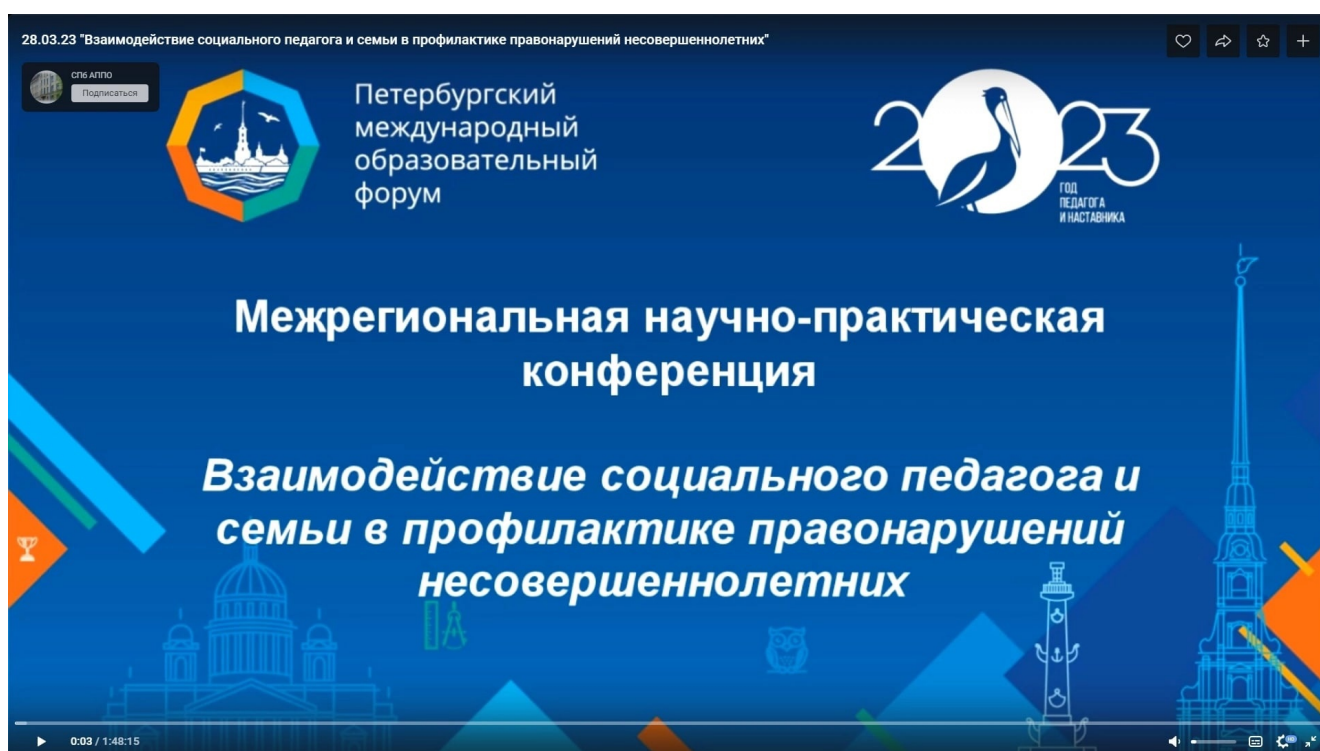 28.03.23 "Взаимодействие социального педагога и семьи в профилактике правонарушений несовершеннолетних"
СПб АППО
Подписаться
Петербургский
международный
образовательный
форум
2023
ГОД
ПЕДАГОГА
И НАСТАВНИКА
Межрегиональная научно-практическая
конференция
Взаимодействие социального педагога и
семьи в профилактике правонарушений
несовершеннолетних
0:03 / 1:48:15
HD